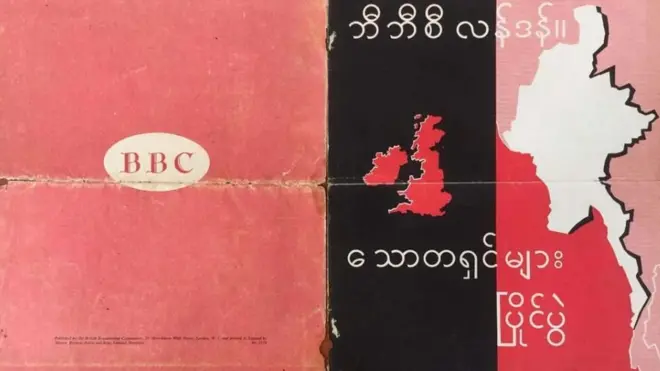 BBC
ဘီဘီစီ လန်ဒန်။
သောတရှင်များ
ပြိုင်ပွဲ